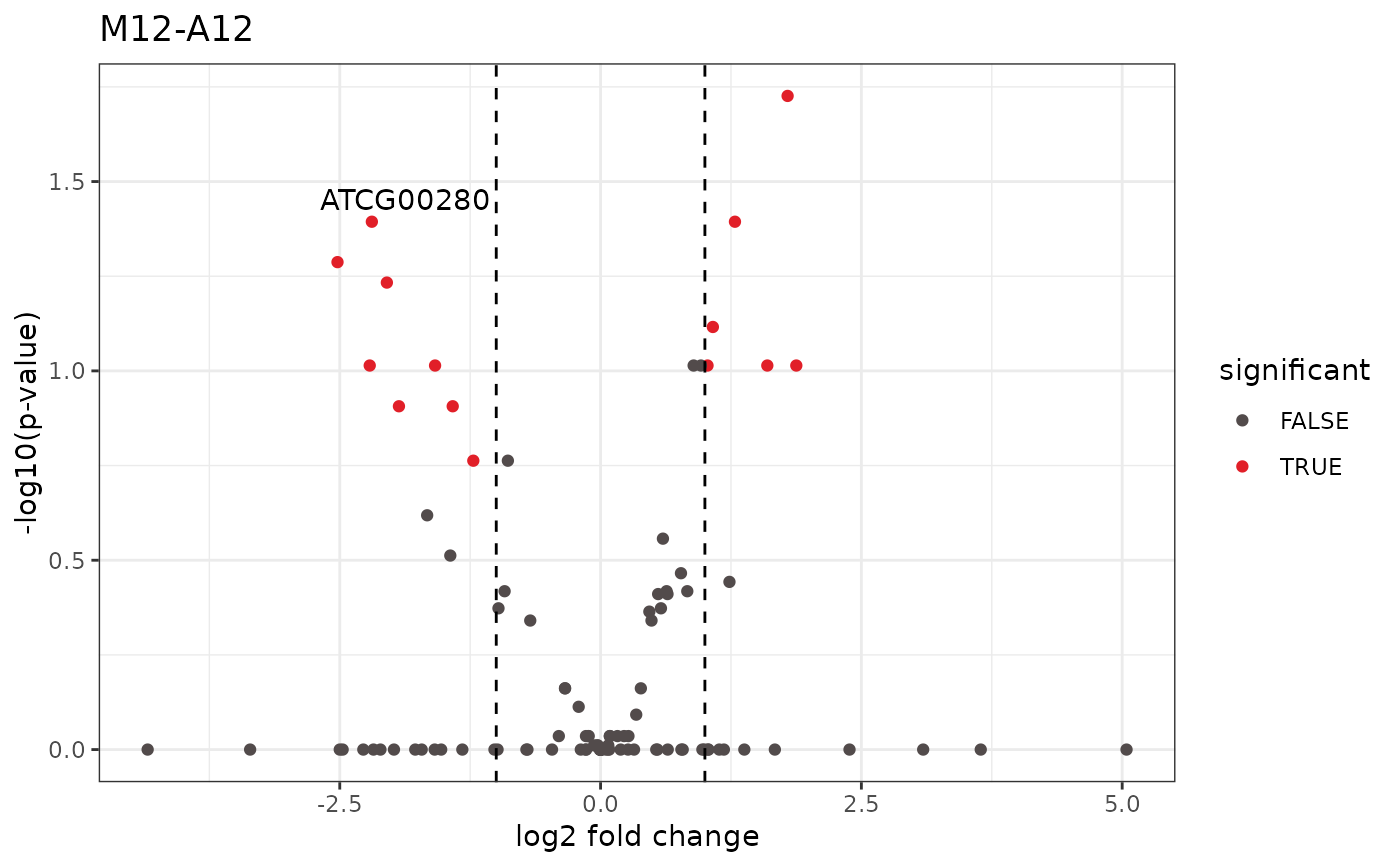 M12-A12
ATCG00280
1.5
1.0
0.5
0.0
-log10(p-value)
-2.5
0.0
2.5
5.0
log2 fold change
significant
FALSE
TRUE